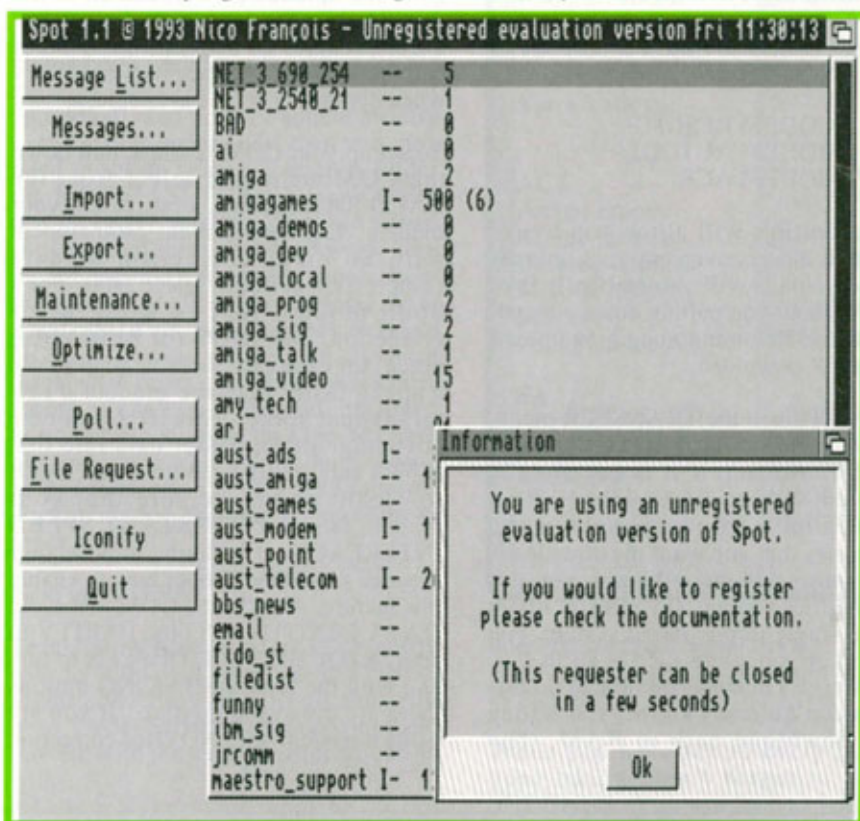 Spot 1.1 © 1993 Nico François - Unregistered evaluation version Fri 11:30:13
Message List...
Messages...
Import...
Export...
Maintenance...
Optimize...
Poll...
File Request...
Iconify
Quit
NET_3_690_254 -- 5
NET_3_2540_21 -- 1
BAD -- 0
ai -- 0
amiga -- 2
amigagames I- 500 (6)
amiga_demos -- 0
amiga_dev -- 0
amiga_local -- 0
amiga_prog -- 2
amiga_sig -- 2
amiga_talk -- 1
amiga_video -- 15
amy_tech -- 1
arj --
aust_ads I-
aust_amiga -- 1
aust_games --
aust_modem I- 1
aust_point --
aust_telecom I- 2
bbs_news --
email --
fido_st --
filedist --
funny --
ibm_sig --
jrcomm --
maestro_support I- 1
Information
You are using an unregistered
evaluation version of Spot.
If you would like to register
please check the documentation.
(This requester can be closed
in a few seconds)
Ok